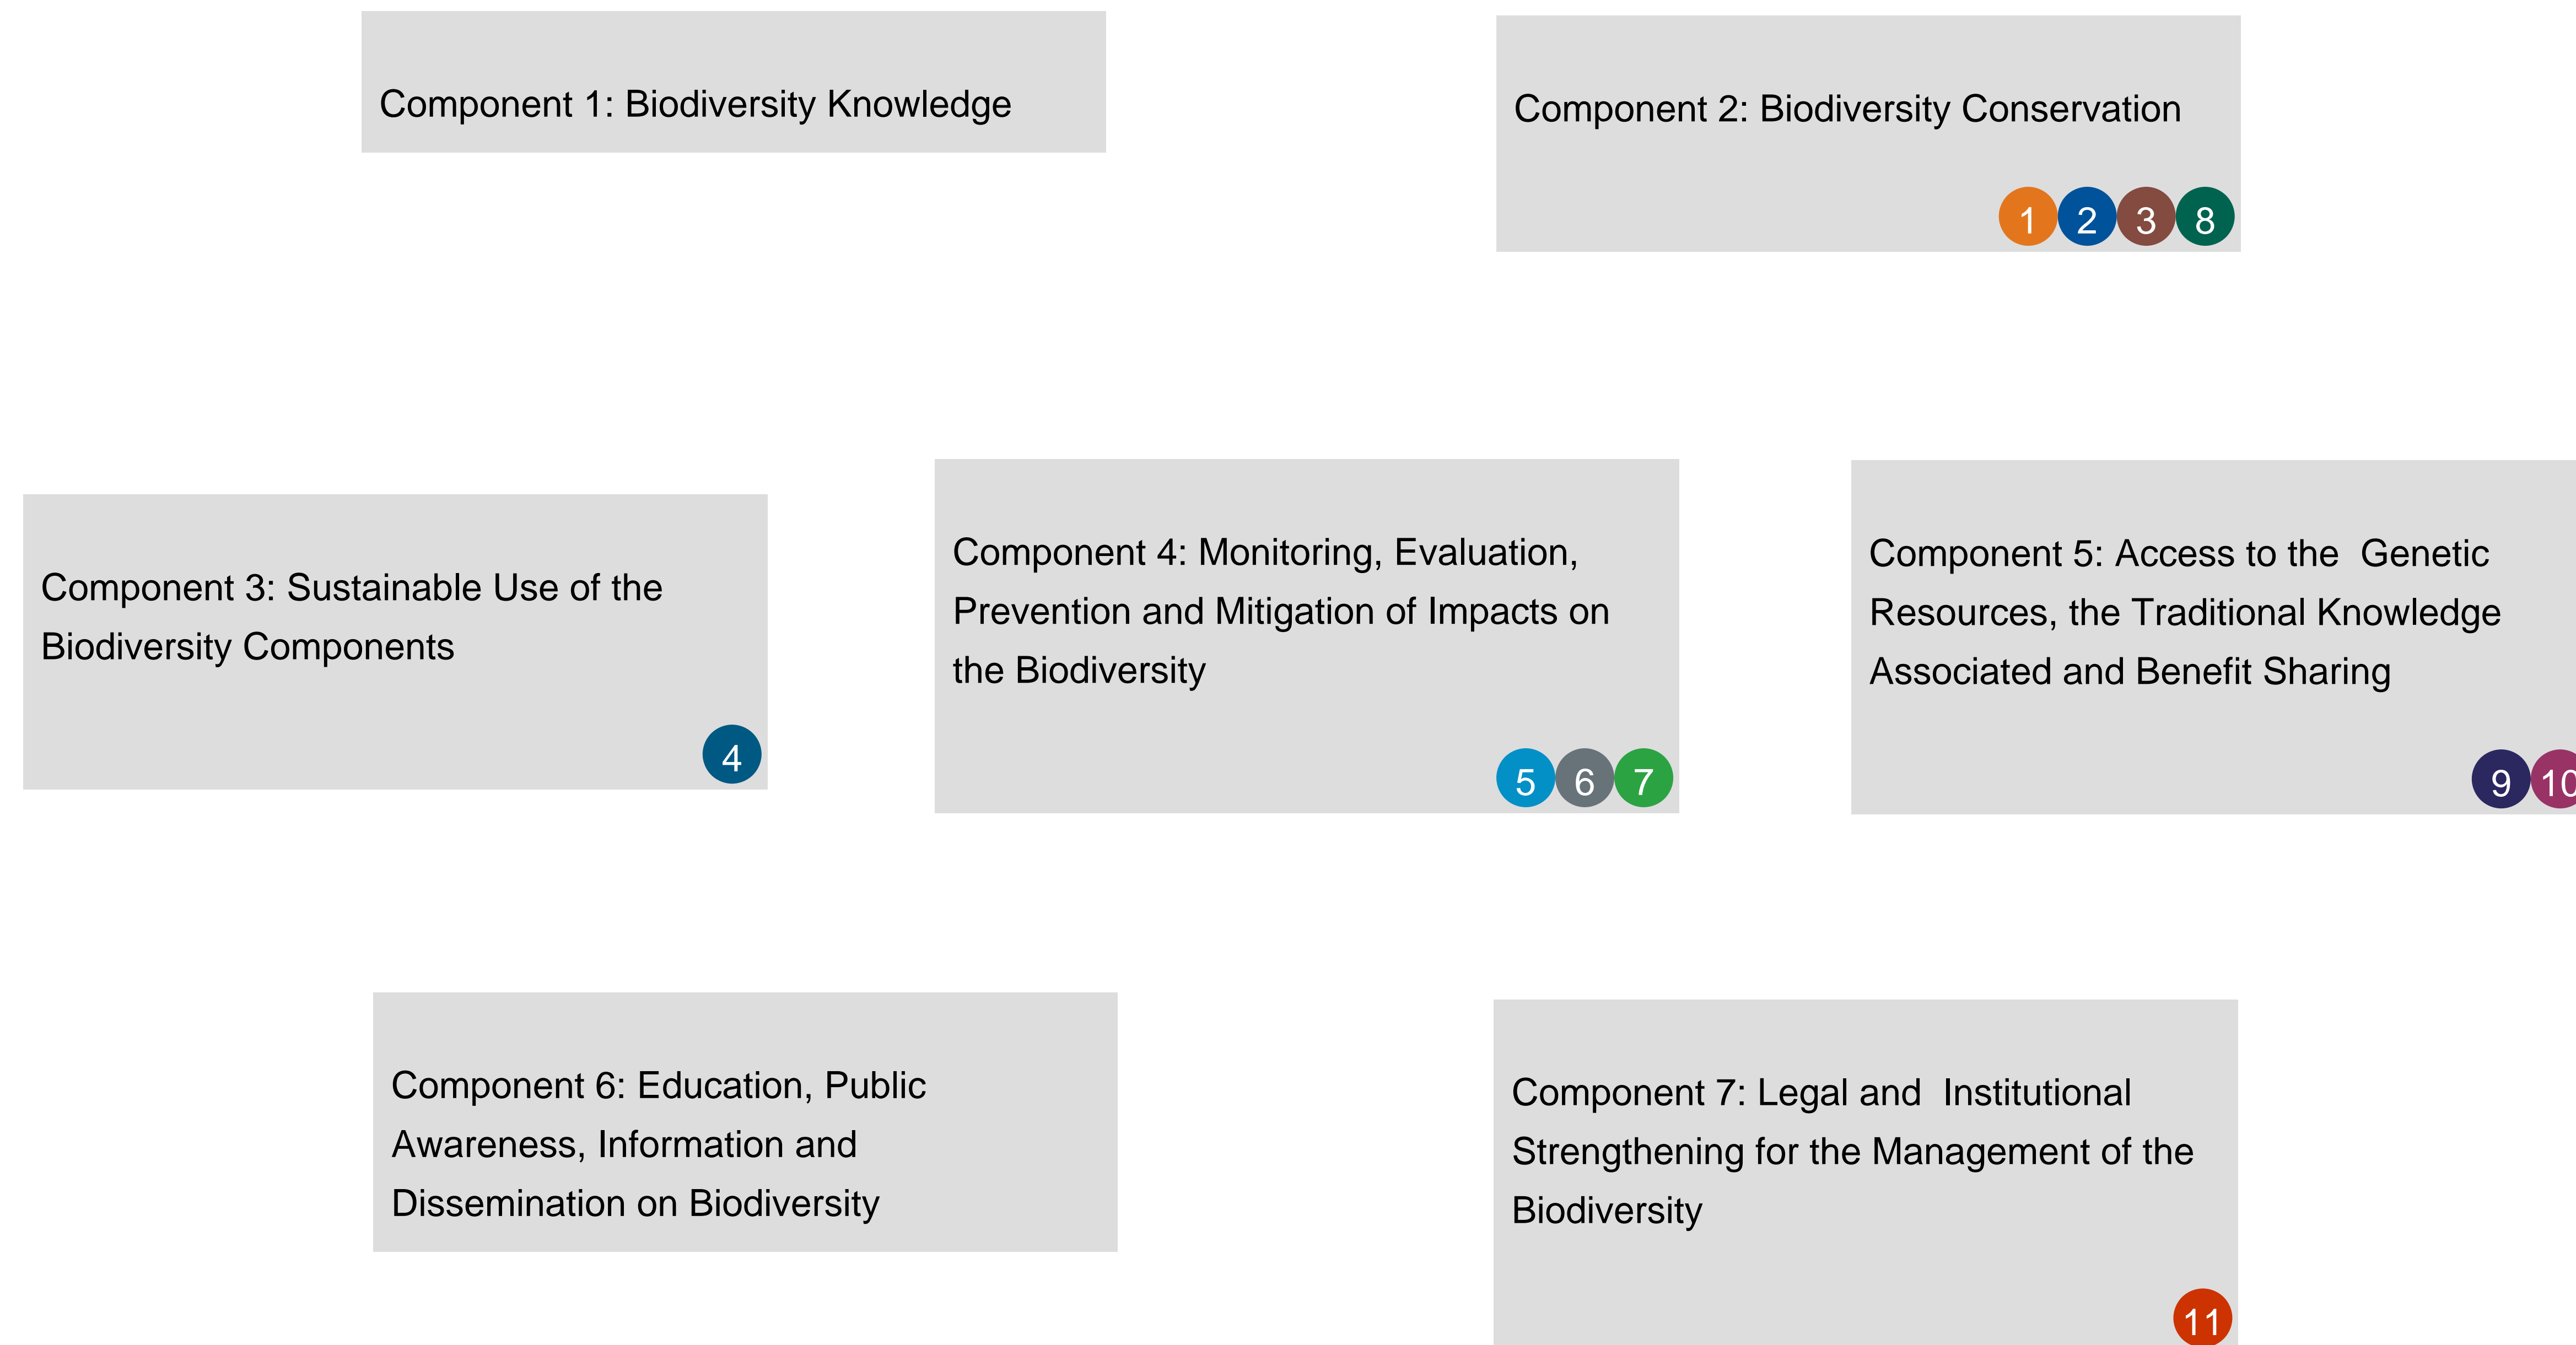 Component 1: Biodiversity Knowledge
Component 2: Biodiversity Conservation
1 2 3 8
Component 3: Sustainable Use of the
Biodiversity Components
4
Component 4: Monitoring, Evaluation,
Prevention and Mitigation of Impacts on
the Biodiversity
5 6 7
Component 5: Access to the  Genetic
Resources, the Traditional Knowledge
Associated and Benefit Sharing
9 10
Component 6: Education, Public
Awareness, Information and
Dissemination on Biodiversity
Component 7: Legal and  Institutional
Strengthening for the Management of the
Biodiversity
11